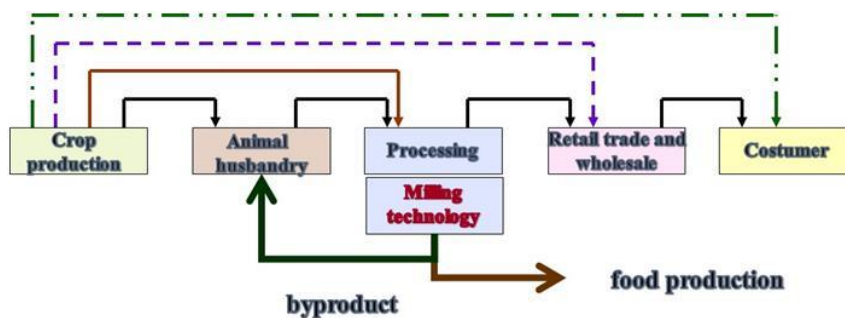 Crop
production
Animal
husbandry
Processing
Retail trade and
wholesale
Costumer
Milling
technology
food production
byproduct